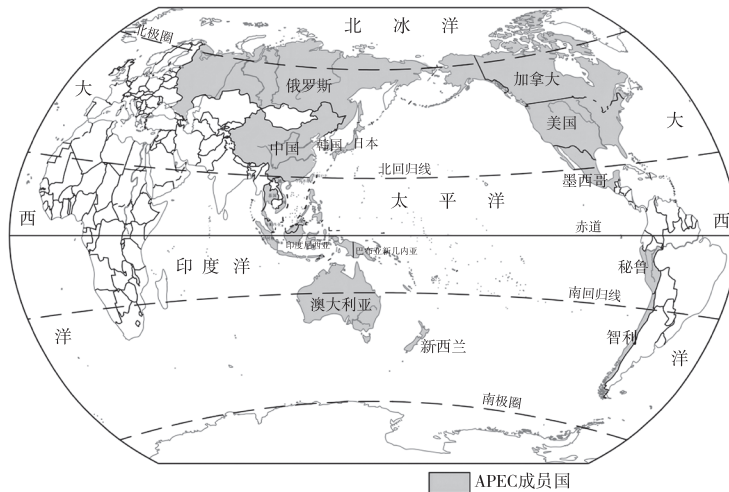 北冰洋
北极圈
俄罗斯
加拿大
大
美国
大
中国
韩国
日本
北回归线
墨西哥
太平洋
西
赤道
西
印度尼西亚
巴布亚新几内亚
印度洋
秘鲁
南回归线
澳大利亚
洋
新西兰
智利
洋
南极圈
APEC成员国